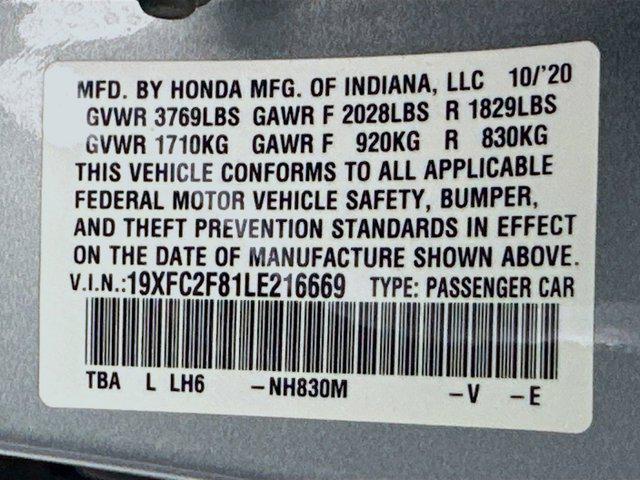 MFD. BY HONDA MFG. OF INDIANA, LLC 10/'20
GVWR 3769LBS GAWR F 2028LBS R 1829LBS
GVWR 1710KG GAWR F 920KG R 830KG
THIS VEHICLE CONFORMS TO ALL APPLICABLE
FEDERAL MOTOR VEHICLE SAFETY, BUMPER,
AND THEFT PREVENTION STANDARDS IN EFFECT
ON THE DATE OF MANUFACTURE SHOWN ABOVE.
V.I.N.:19XFC2F81LE216669 TYPE: PASSENGER CAR
TBA L LH6 –NH830M –V –E